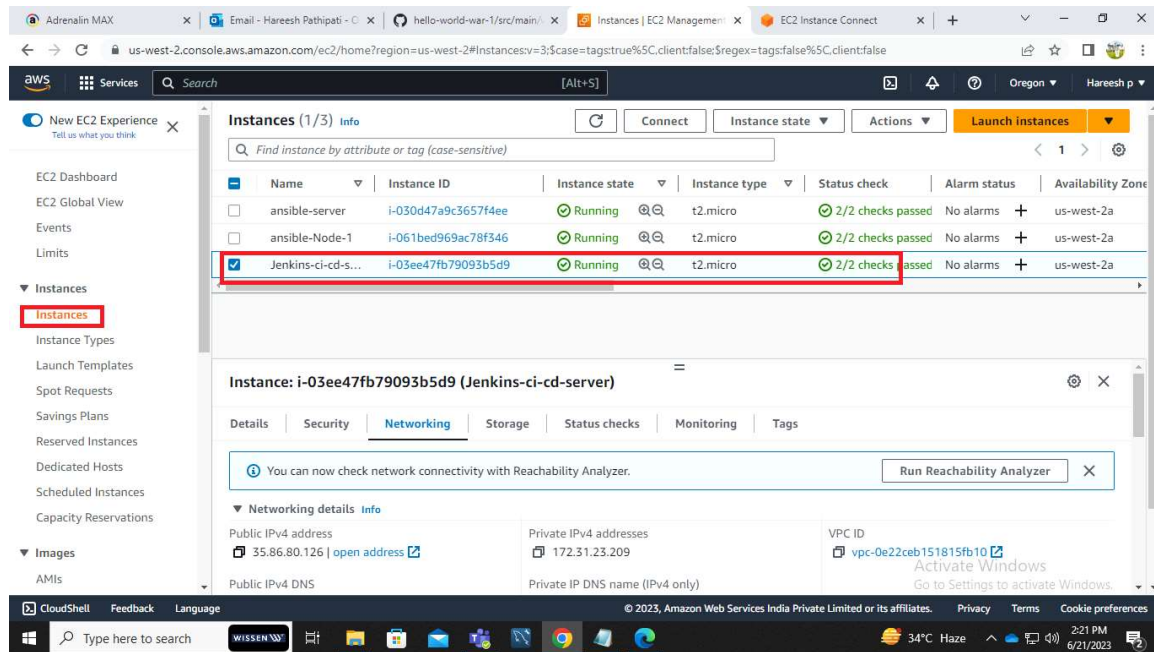 Adrenalin MAX
Email - Hareesh Pathipati - O
hello-world-war-1/src/main/
Instances | EC2 Management
EC2 Instance Connect
us-west-2.console.aws.amazon.com/ec2/home?region=us-west-2#Instances:v=3;$case=tags:true%5C,client:false;$regex=tags:false%5C,client:false
aws Services Search [Alt+S] Oregon Hareesh p
New EC2 Experience
Tell us what you think
EC2 Dashboard
EC2 Global View
Events
Limits
Instances
Instances
Instance Types
Launch Templates
Spot Requests
Savings Plans
Reserved Instances
Dedicated Hosts
Scheduled Instances
Capacity Reservations
Images
AMIs
Instances (1/3) Info Connect Instance state Actions Launch instances
Find instance by attribute or tag (case-sensitive) 1
Name Instance ID Instance state Instance type Status check Alarm status Availability Zone
ansible-server i-030d47a9c3657f4ee Running t2.micro 2/2 checks passed No alarms + us-west-2a
ansible-Node-1 i-061bed969ac78f346 Running t2.micro 2/2 checks passed No alarms + us-west-2a
Jenkins-ci-cd-s... i-03ee47fb79093b5d9 Running t2.micro 2/2 checks passed No alarms + us-west-2a
Instance: i-03ee47fb79093b5d9 (Jenkins-ci-cd-server)
Details Security Networking Storage Status checks Monitoring Tags
You can now check network connectivity with Reachability Analyzer. Run Reachability Analyzer
Networking details Info
Public IPv4 address Private IPv4 addresses VPC ID
35.86.80.126 | open address 172.31.23.209 vpc-0e22ceb151815fb10
Public IPv4 DNS Private IP DNS name (IPv4 only)
Activate Windows
Go to Settings to activate Windows.
CloudShell Feedback Language © 2023, Amazon Web Services India Private Limited or its affiliates. Privacy Terms Cookie preferences
Type here to search WISSEN 34°C Haze 2:21 PM
6/21/2023